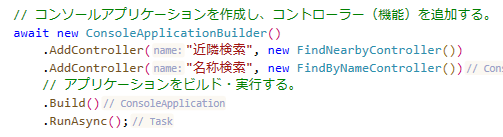 // コンソールアプリケーションを作成し、コントローラー（機能）を追加する。
await new ConsoleApplicationBuilder()
.AddController(name:"近隣検索", new FindNearbyController())
.AddController(name:"名称検索", new FindByNameController()) // Con
// アプリケーションをビルド・実行する。
.Build() // ConsoleApplication
.RunAsync(); // Task